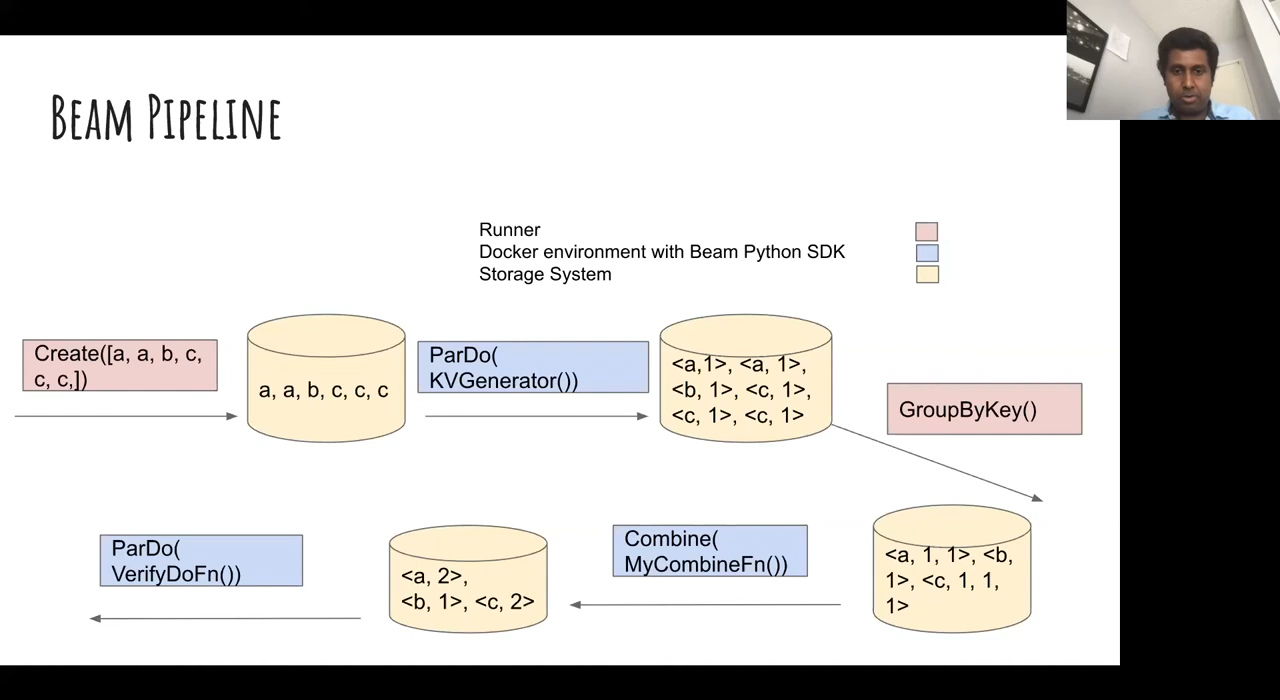 BEAM PIPELINE
Runner
Docker environment with Beam Python SDK
Storage System
Create([a, a, b, c,
c, c,])
a, a, b, c, c, c
ParDo(
KVGenerator())
<a,1>, <a, 1>,
<b, 1>, <c, 1>,
<c, 1>, <c, 1>
GroupByKey()
<a, 1, 1>, <b,
1>, <c, 1, 1,
1>
Combine(
MyCombineFn())
<a, 2>,
<b, 1>, <c, 2>
ParDo(
VerifyDoFn())